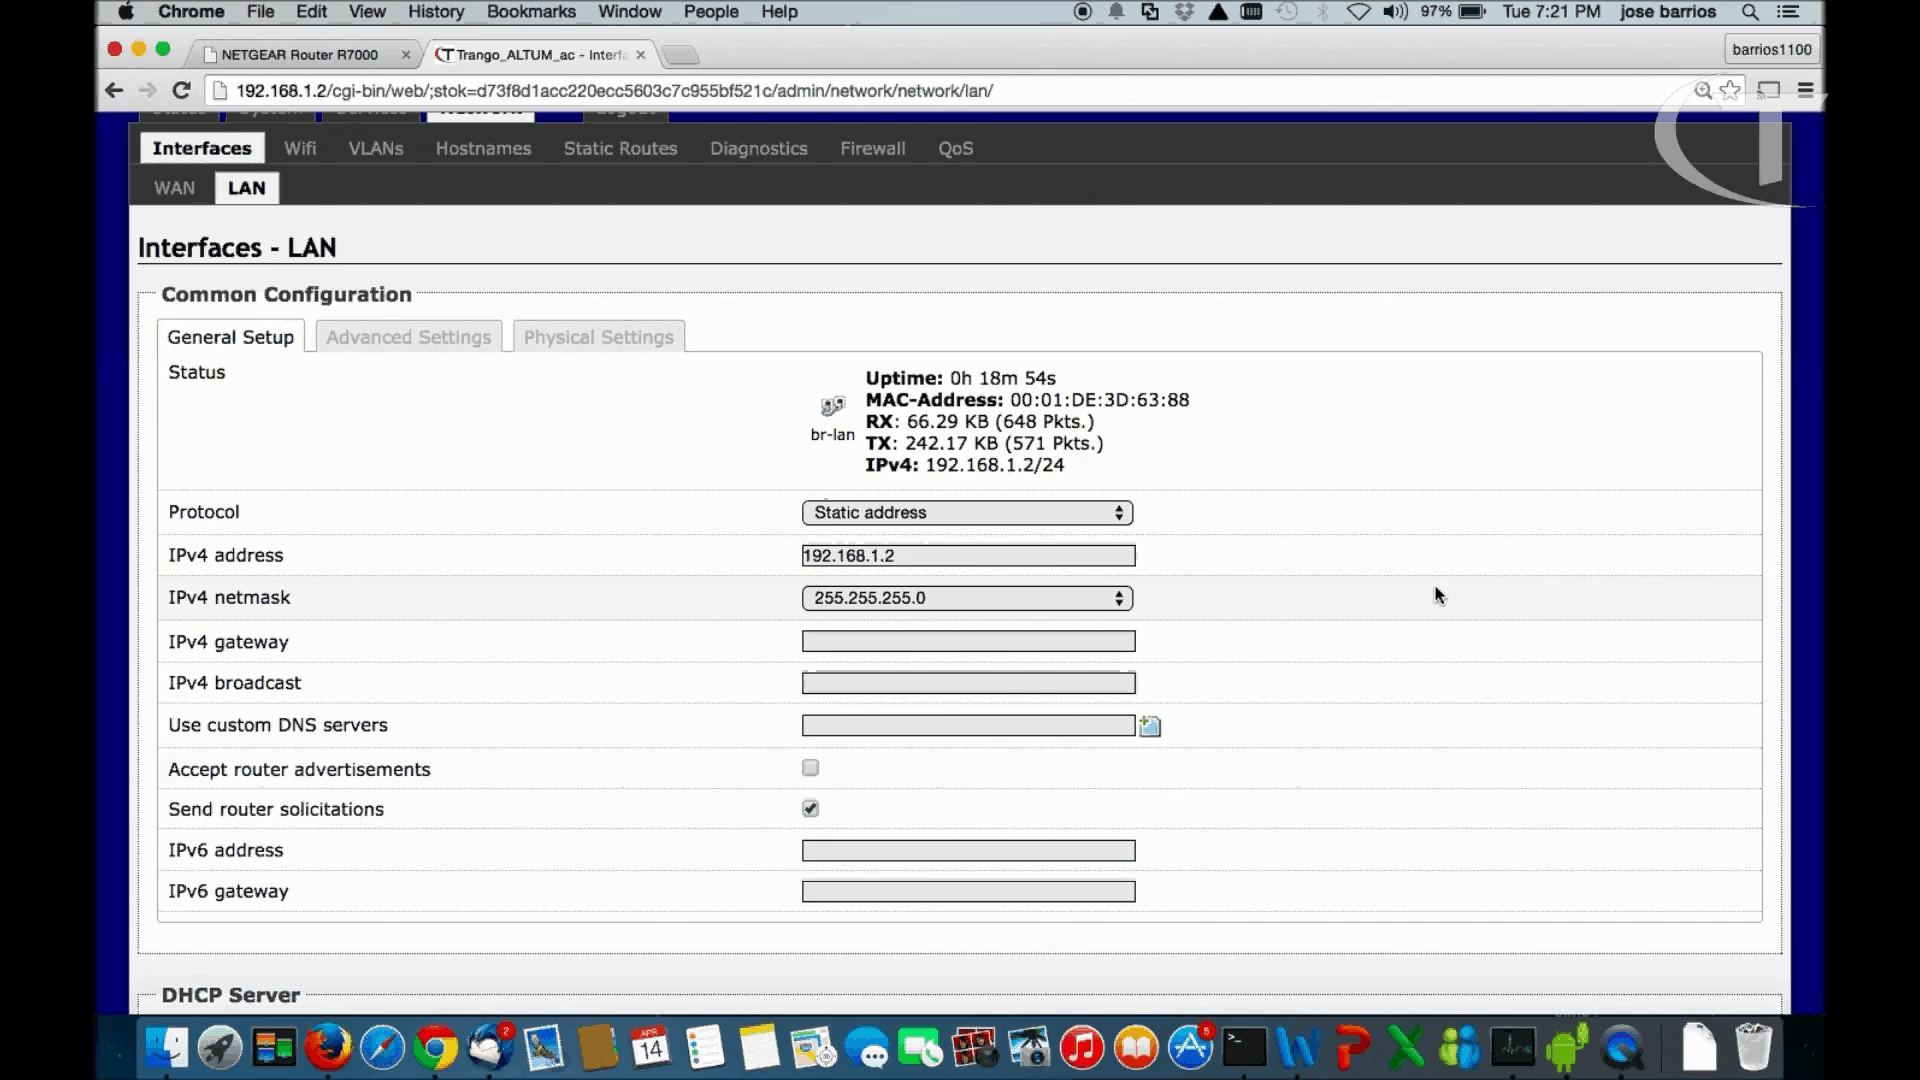 Chrome File Edit View History Bookmarks Window People Help 97% Tue 7:21 PM jose barrios
NETGEAR Router R7000 Trango_ALTUM_ac - Interfa barrios1100
192.168.1.2/cgi-bin/web/;stok=d73f8d1acc220ecc5603c7c955bf521c/admin/network/network/lan/
Interfaces Wifi VLANs Hostnames Static Routes Diagnostics Firewall QoS
WAN LAN
Interfaces - LAN
Common Configuration
General Setup Advanced Settings Physical Settings
Status
Uptime: 0h 18m 54s
MAC-Address: 00:01:DE:3D:63:88
RX: 66.29 KB (648 Pkts.)
br-lan
TX: 242.17 KB (571 Pkts.)
IPv4: 192.168.1.2/24
Protocol Static address
IPv4 address 192.168.1.2
IPv4 netmask 255.255.255.0
IPv4 gateway
IPv4 broadcast
Use custom DNS servers
Accept router advertisements
Send router solicitations
IPv6 address
IPv6 gateway
DHCP Server
2
APR
14
5